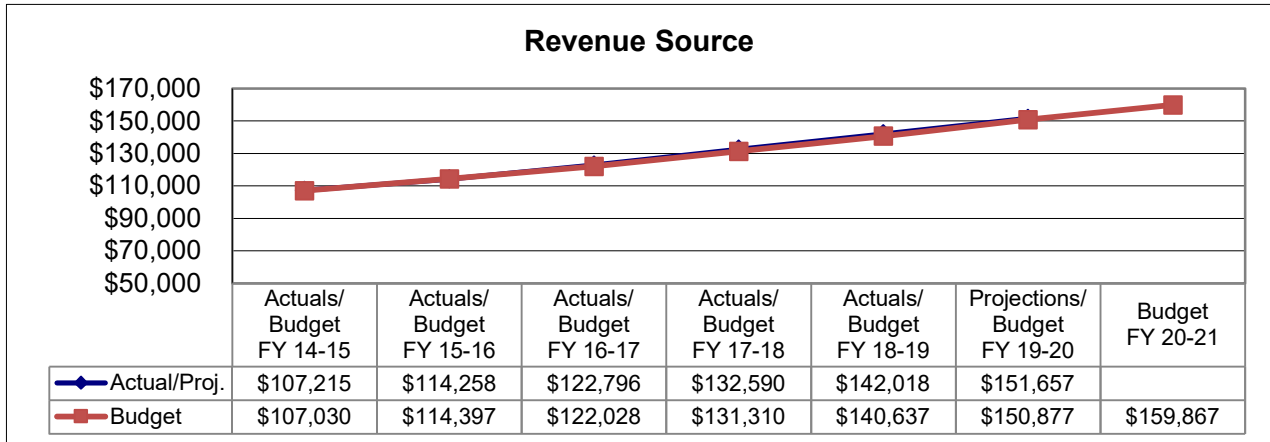 Revenue Source
$170,000
$150,000
$130,000
$110,000
$90,000
$70,000
$50,000
Actuals/ Actuals/ Actuals/ Actuals/ Actuals/ Projections/ Budget
Budget Budget Budget Budget Budget Budget FY 20-21
FY 14-15 FY 15-16 FY 16-17 FY 17-18 FY 18-19 FY 19-20
Actual/Proj. $107,215 $114,258 $122,796 $132,590 $142,018 $151,657
Budget $107,030 $114,397 $122,028 $131,310 $140,637 $150,877 $159,867